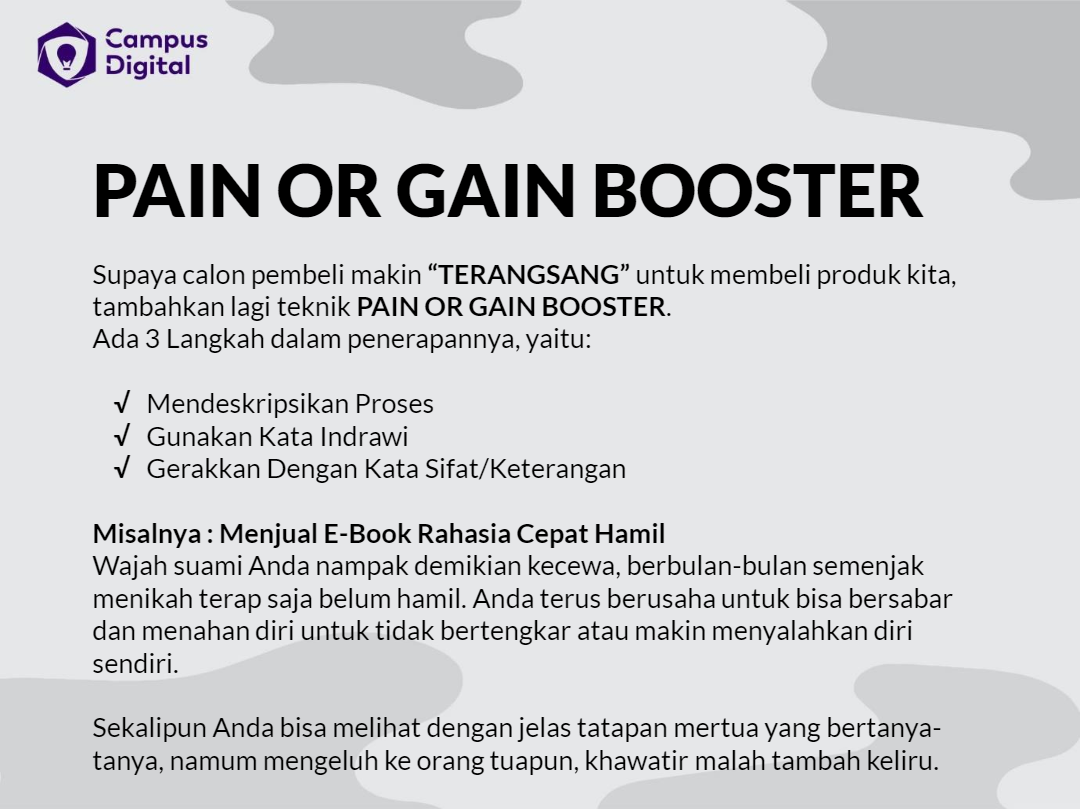 Campus
Digital
PAIN OR GAIN BOOSTER
Supaya calon pembeli makin “TERANGSANG” untuk membeli produk kita,
tambahkan lagi teknik PAIN OR GAIN BOOSTER.
Ada 3 Langkah dalam penerapannya, yaitu:
√ Mendeskripsikan Proses
√ Gunakan Kata Indrawi
√ Gerakkan Dengan Kata Sifat/Keterangan
Misalnya : Menjual E-Book Rahasia Cepat Hamil
Wajah suami Anda nampak demikian kecewa, berbulan-bulan semenjak
menikah terap saja belum hamil. Anda terus berusaha untuk bisa bersabar
dan menahan diri untuk tidak bertengkar atau makin menyalahkan diri
sendiri.
Sekalipun Anda bisa melihat dengan jelas tatapan mertua yang bertanya-
tanya, namum mengeluh ke orang tuapun, khawatir malah tambah keliru.